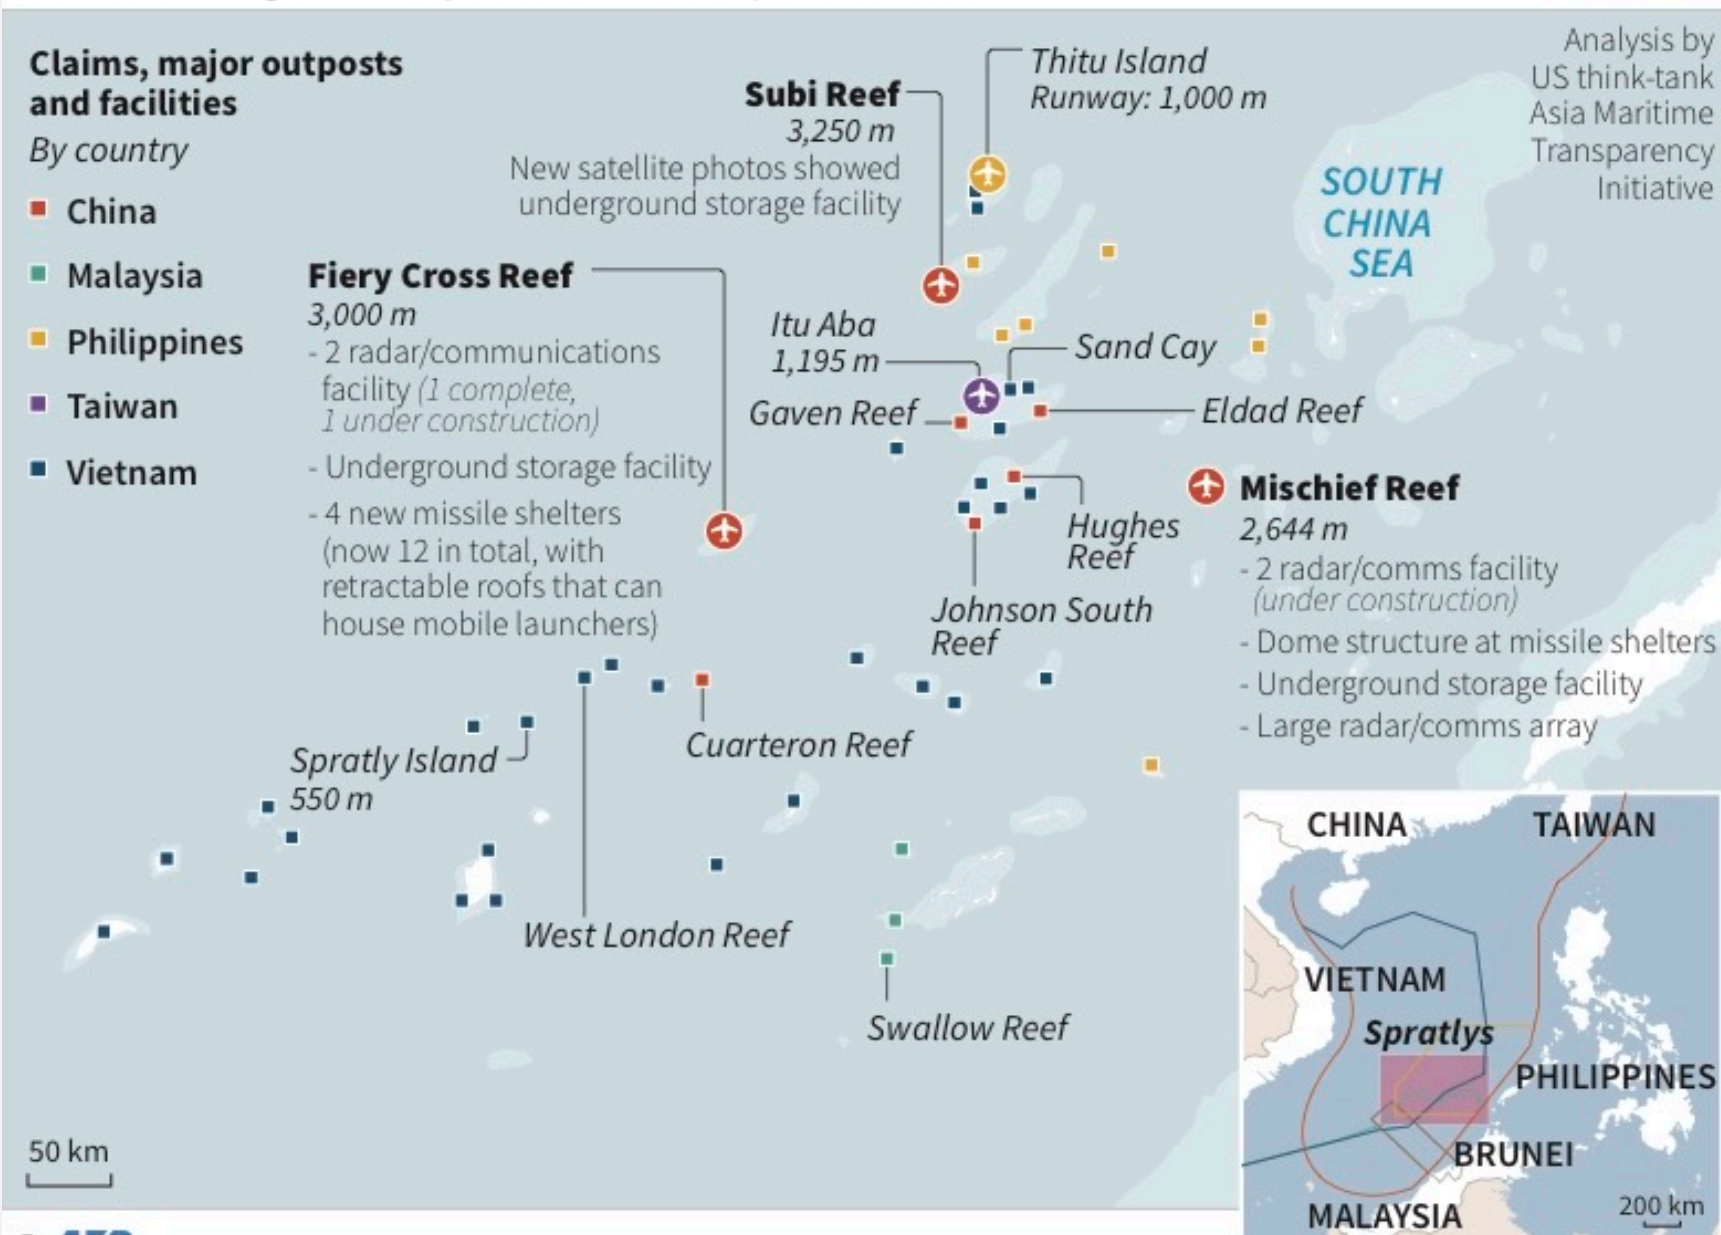 Claims, major outposts
and facilities
By country
China
Malaysia
Philippines
Taiwan
Vietnam
Subi Reef
3,250 m
New satellite photos showed
underground storage facility
Thitu Island
Runway: 1,000 m
Analysis by
US think-tank
Asia Maritime
Transparency
Initiative
SOUTH
CHINA
SEA
Fiery Cross Reef
3,000 m
- 2 radar/communications
facility (1 complete,
1 under construction)
- Underground storage facility
- 4 new missile shelters
(now 12 in total, with
retractable roofs that can
house mobile launchers)
Itu Aba
1,195 m
Sand Cay
Gaven Reef
Eldad Reef
Hughes
Reef
Johnson South
Reef
Mischief Reef
2,644 m
- 2 radar/comms facility
(under construction)
- Dome structure at missile shelters
- Underground storage facility
- Large radar/comms array
Spratly Island
550 m
Cuarteron Reef
West London Reef
Swallow Reef
50 km
CHINA
TAIWAN
VIETNAM
Spratlys
PHILIPPINES
BRUNEI
MALAYSIA
200 km